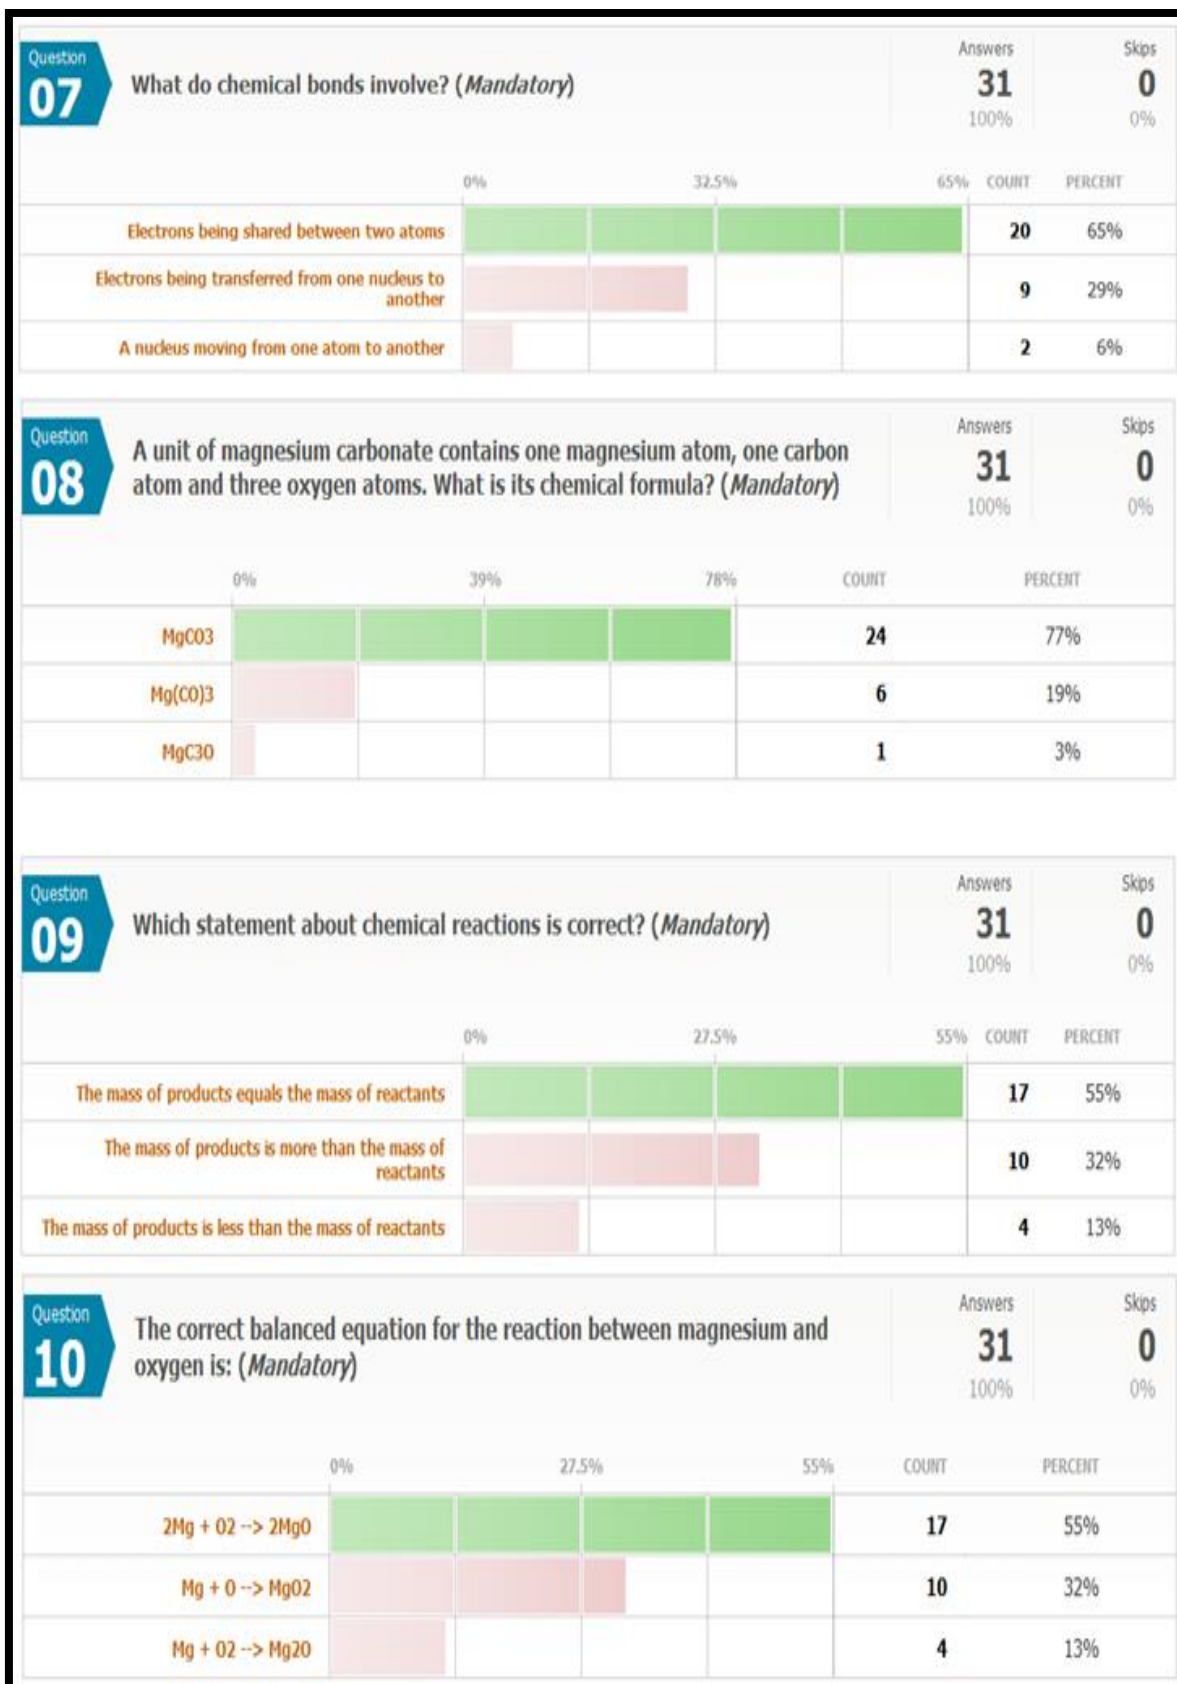 Question
07
What do chemical bonds involve? (Mandatory)
Answers
31
100%
Skips
0
0%
0% 32.5% 65% COUNT PERCENT
Electrons being shared between two atoms 20 65%
Electrons being transferred from one nucleus to
another 9 29%
A nucleus moving from one atom to another 2 6%
Question
08
A unit of magnesium carbonate contains one magnesium atom, one carbon
atom and three oxygen atoms. What is its chemical formula? (Mandatory)
Answers
31
100%
Skips
0
0%
0% 39% 78% COUNT PERCENT
MgCO3 24 77%
Mg(CO)3 6 19%
MgC3O 1 3%
Question
09
Which statement about chemical reactions is correct? (Mandatory)
Answers
31
100%
Skips
0
0%
0% 27.5% 55% COUNT PERCENT
The mass of products equals the mass of reactants 17 55%
The mass of products is more than the mass of
reactants 10 32%
The mass of products is less than the mass of reactants 4 13%
Question
10
The correct balanced equation for the reaction between magnesium and
oxygen is: (Mandatory)
Answers
31
100%
Skips
0
0%
0% 27.5% 55% COUNT PERCENT
2Mg + O2 --> 2MgO 17 55%
Mg + O --> MgO2 10 32%
Mg + O2 --> Mg2O 4 13%